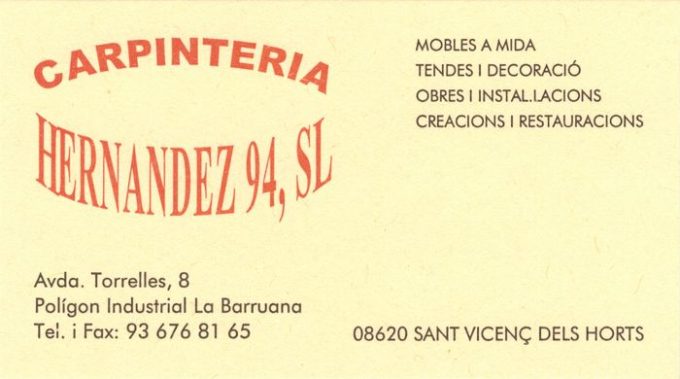 CARPINTERIA
HERNANDEZ 94, SL
MOBLES A MIDA
TENDES I DECORACIÓ
OBRES I INSTAL.LACIONS
CREACIONS I RESTAURACIONS
Avda. Torrelles, 8
Polígon Industrial La Barruana
Tel. i Fax: 93 676 81 65
08620 SANT VICENÇ DELS HORTS